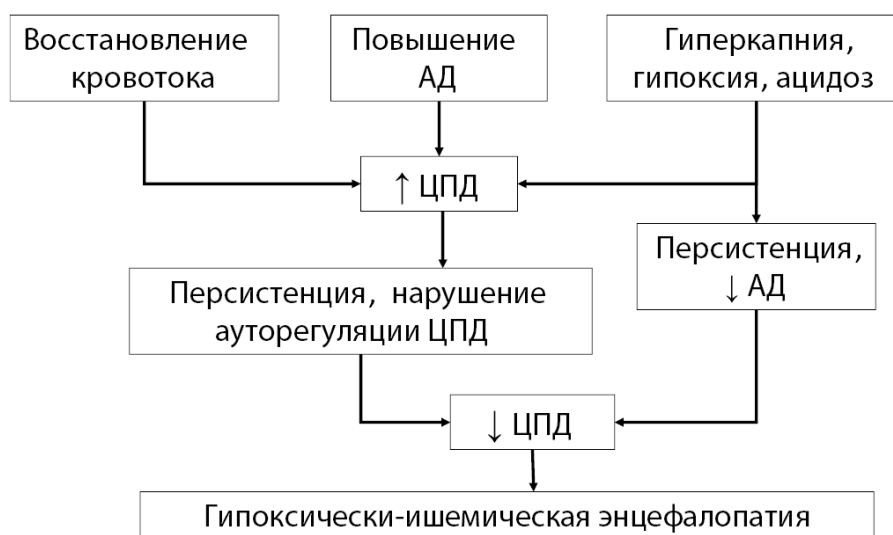 Восстановление
кровотока
Повышение
АД
Гиперкапния,
гипоксия, ацидоз
↑ ЦПД
Персистенция,
↓ АД
Персистенция, нарушение
ауторегуляции ЦПД
↓ ЦПД
Гипоксически-ишемическая энцефалопатия